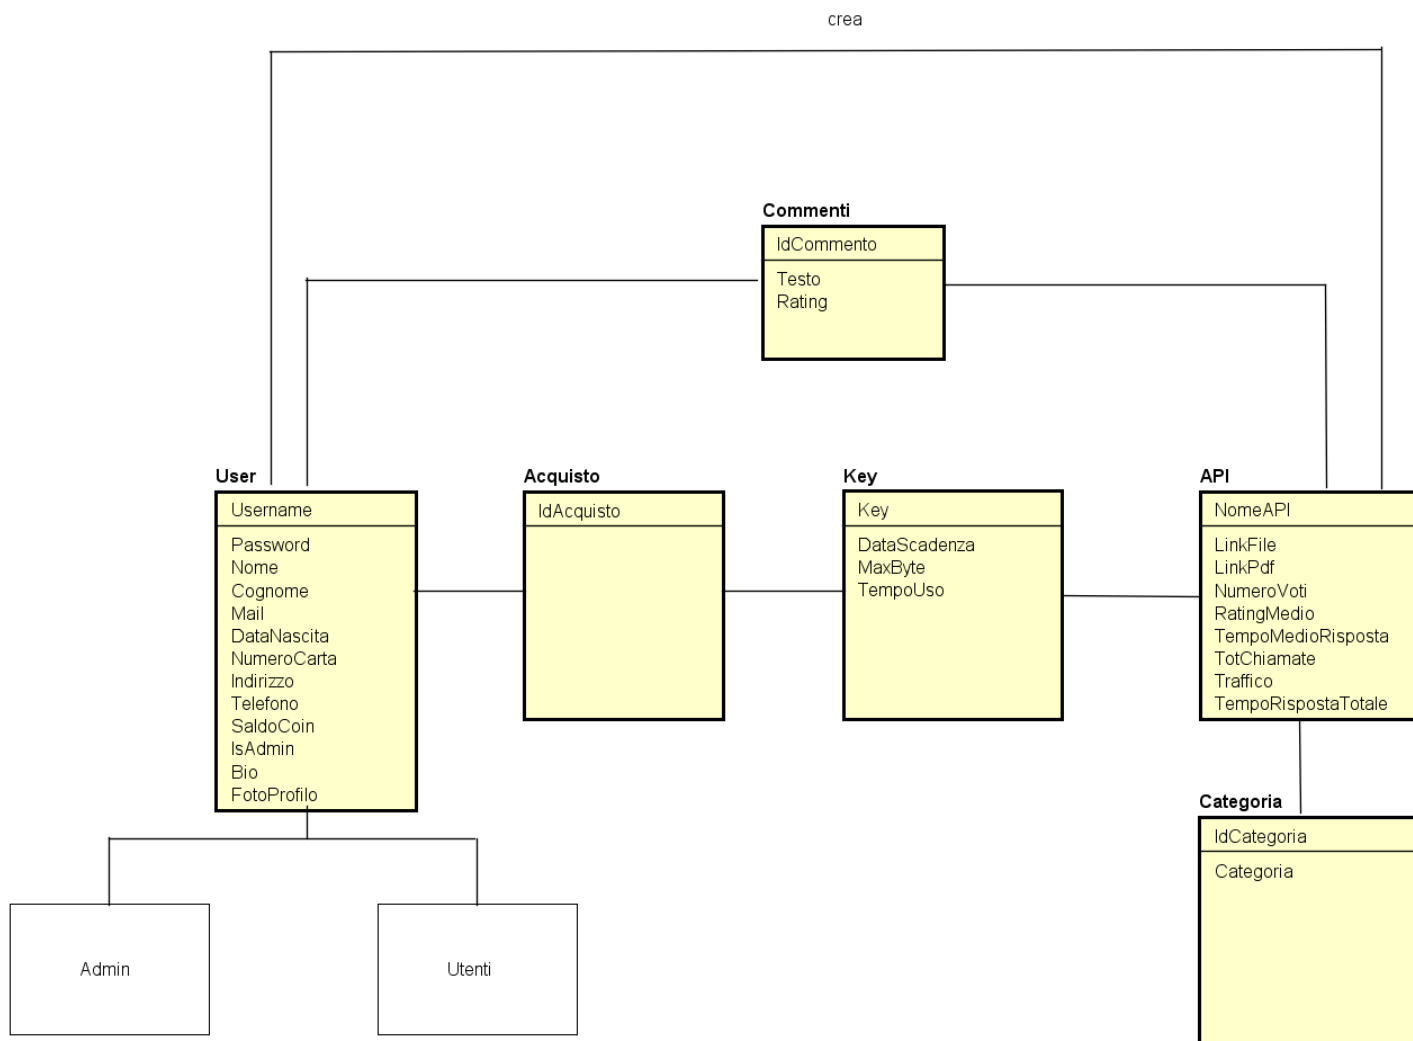 crea
Commenti
IdCommento
Testo
Rating
User
Username
Password
Nome
Cognome
Mail
DataNascita
NumeroCarta
Indirizzo
Telefono
SaldoCoin
IsAdmin
Bio
FotoProfilo
Acquisto
IdAcquisto
Key
Key
DataScadenza
MaxByte
TempoUso
API
NomeAPI
LinkFile
LinkPdf
NumeroVoti
RatingMedio
TempoMedioRisposta
TotChiamate
Traffico
TempoRispostaTotale
Categoria
IdCategoria
Categoria
Admin
Utenti